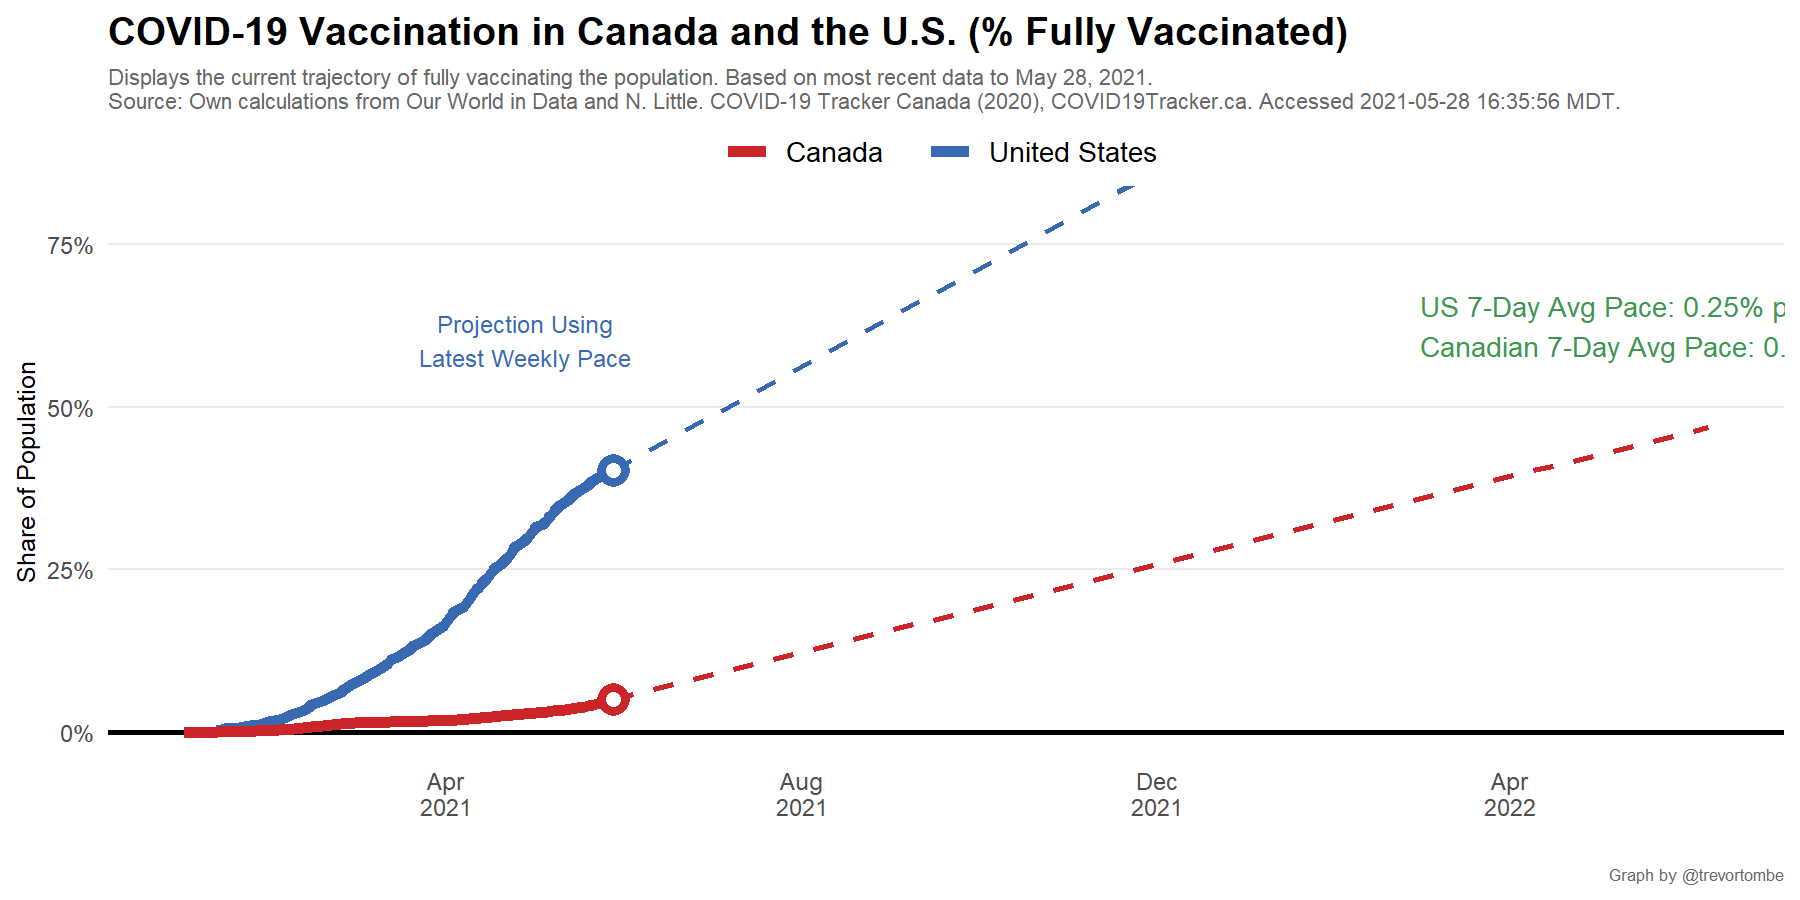 COVID-19 Vaccination in Canada and the U.S. (% Fully Vaccinated)
Displays the current trajectory of fully vaccinating the population. Based on most recent data to May 28, 2021.
Source: Own calculations from Our World in Data and N. Little. COVID-19 Tracker Canada (2020), COVID19Tracker.ca. Accessed 2021-05-28 16:35:56 MDT.
Canada
United States
75%
US 7-Day Avg Pace: 0.25% p
Projection Using
Canadian 7-Day Avg Pace: 0.
Latest Weekly Pace
Share of Population
50%
25%
0%
Apr
2021
Aug
2021
Dec
2021
Apr
2022
Graph by @trevortombe